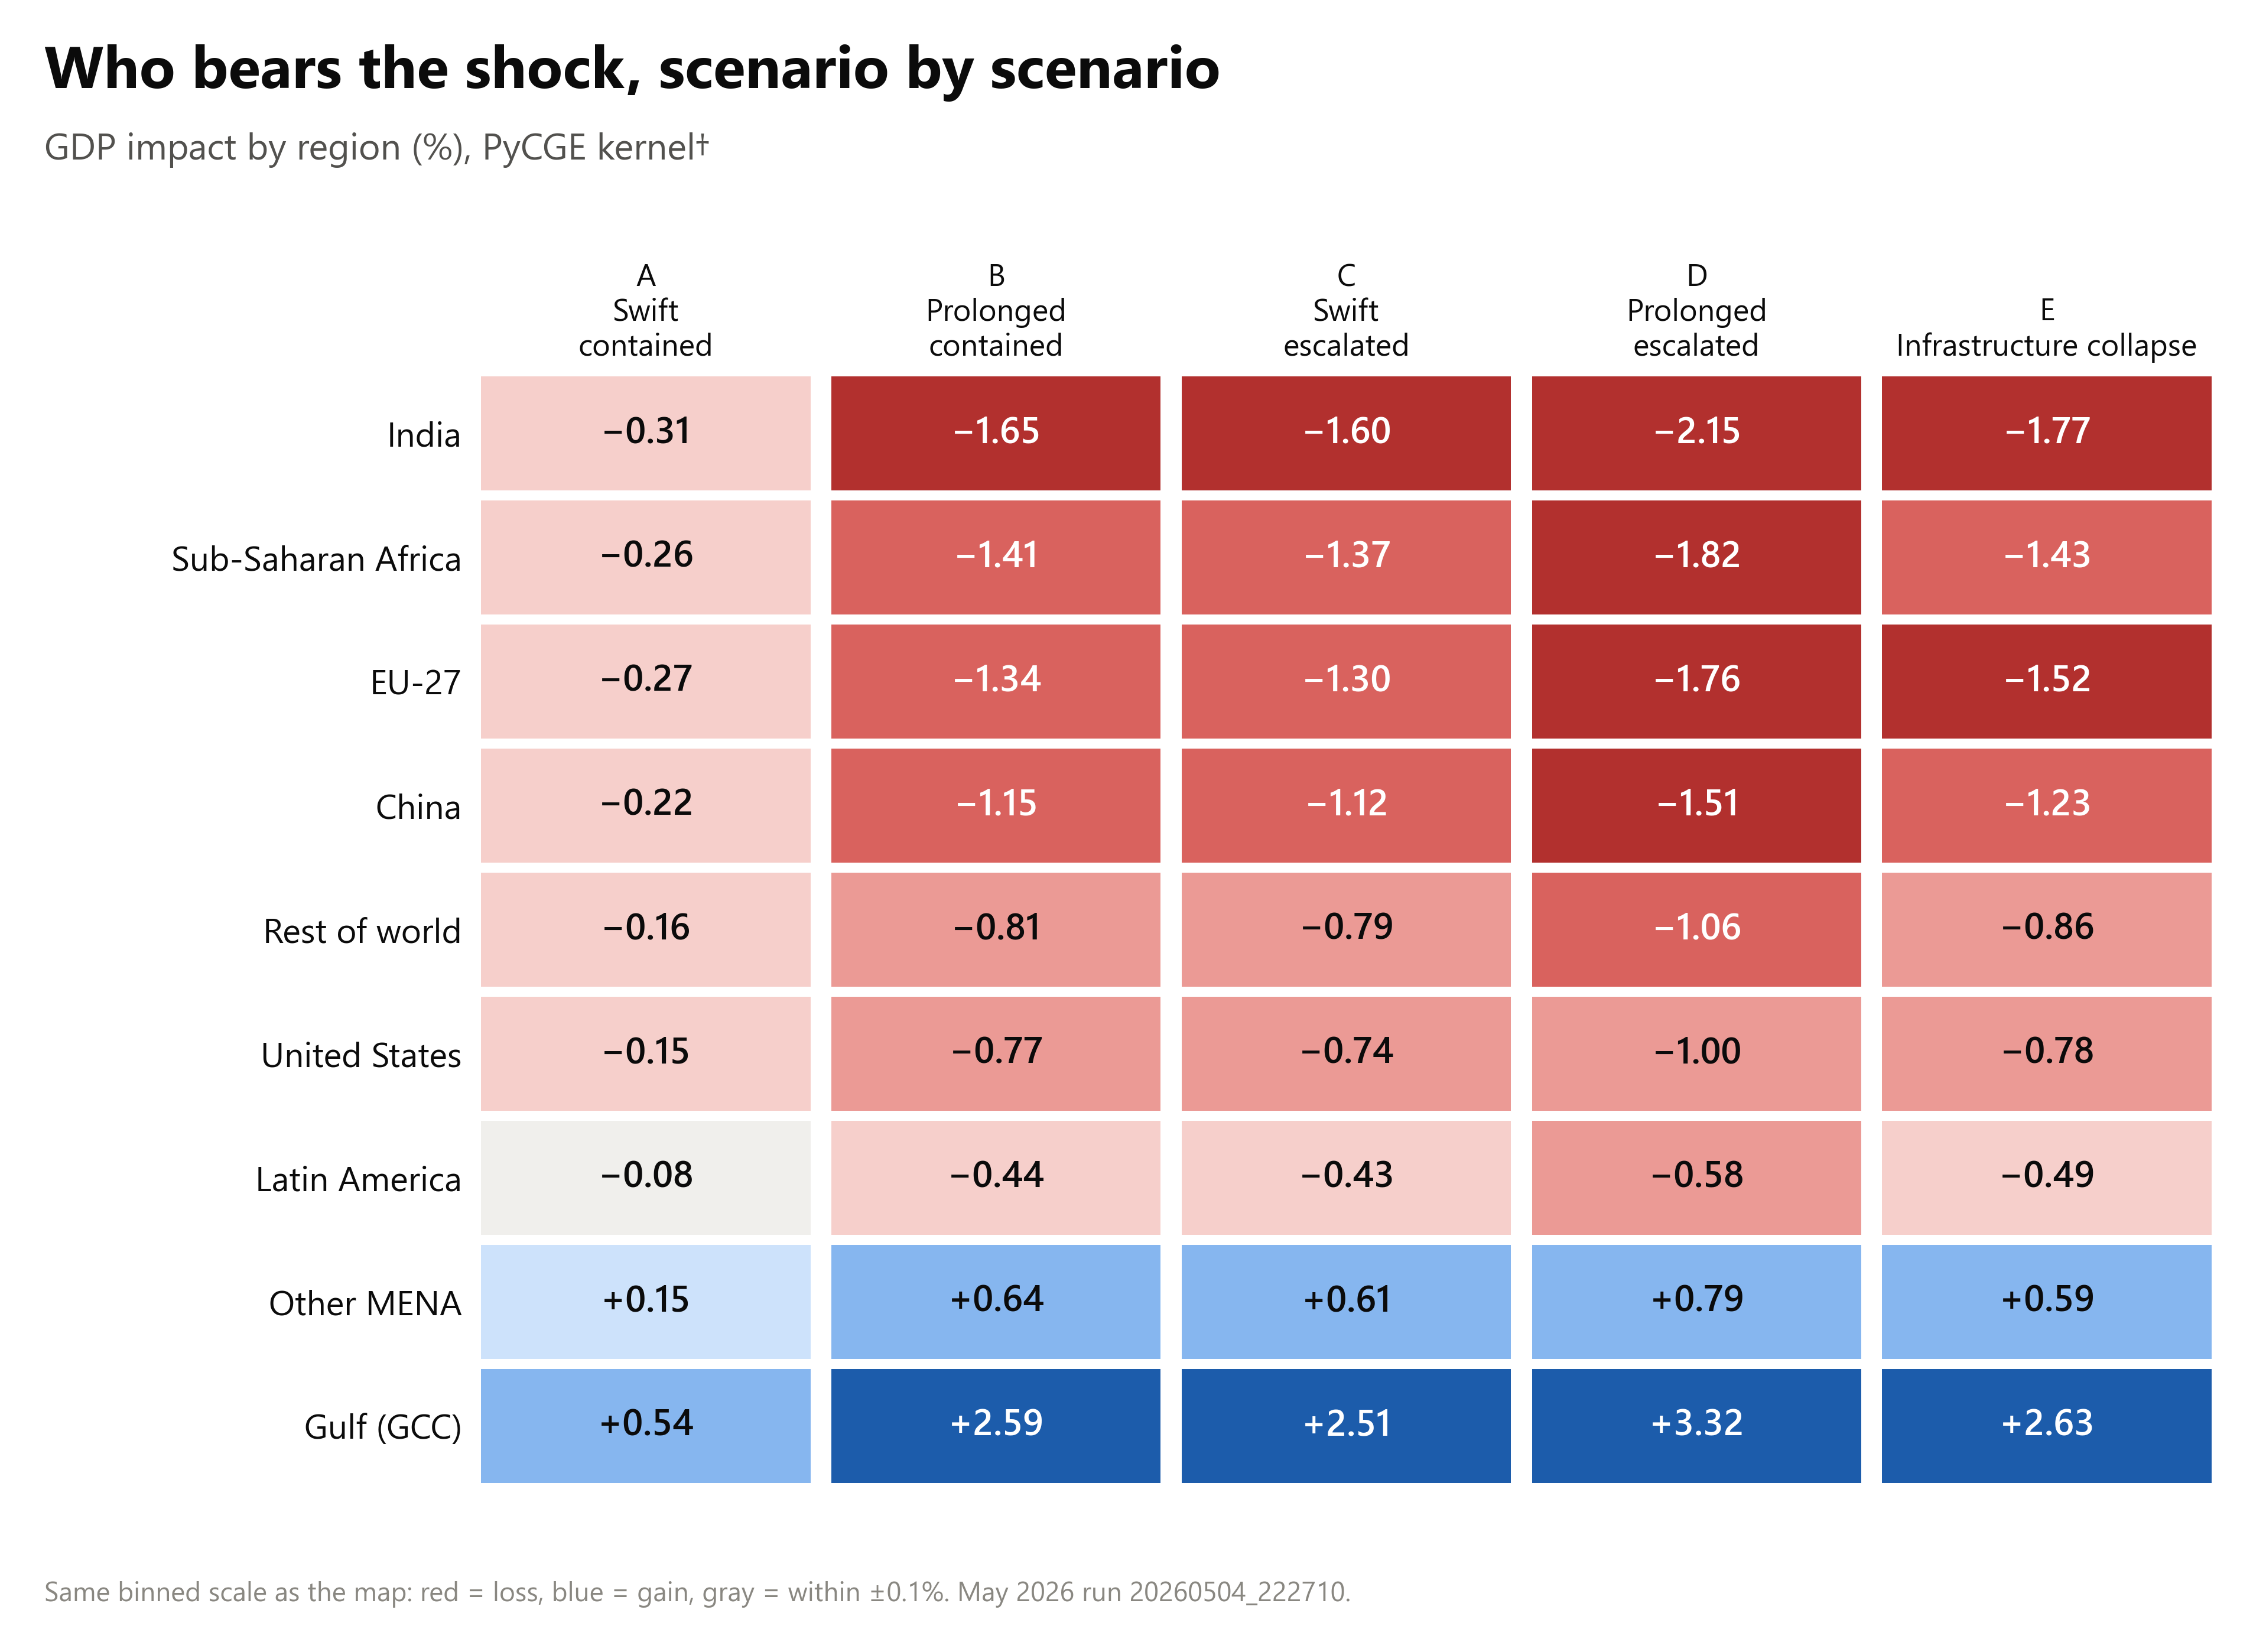 Who bears the shock, scenario by scenario
GDP impact by region (%), PyCGE kernel†
A
Swift
contained
B
Prolonged
contained
C
Swift
escalated
D
Prolonged
escalated
E
Infrastructure collapse
India −0.31 −1.65 −1.60 −2.15 −1.77
Sub-Saharan Africa −0.26 −1.41 −1.37 −1.82 −1.43
EU-27 −0.27 −1.34 −1.30 −1.76 −1.52
China −0.22 −1.15 −1.12 −1.51 −1.23
Rest of world −0.16 −0.81 −0.79 −1.06 −0.86
United States −0.15 −0.77 −0.74 −1.00 −0.78
Latin America −0.08 −0.44 −0.43 −0.58 −0.49
Other MENA +0.15 +0.64 +0.61 +0.79 +0.59
Gulf (GCC) +0.54 +2.59 +2.51 +3.32 +2.63
Same binned scale as the map: red = loss, blue = gain, gray = within ±0.1%. May 2026 run 20260504_222710.